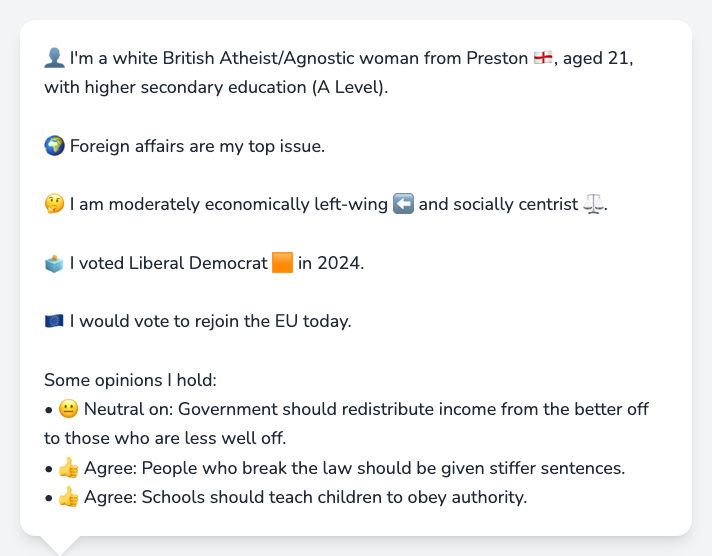 👤 I'm a white British Atheist/Agnostic woman from Preston 🏴󠁧󠁢󠁥󠁮󠁧󠁿, aged 21,
with higher secondary education (A Level).
🌍 Foreign affairs are my top issue.
🤔 I am moderately economically left-wing ⬅️ and socially centrist ⚖️.
🗳️ I voted Liberal Democrat 🟧 in 2024.
🇪🇺 I would vote to rejoin the EU today.
Some opinions I hold:
• 😐 Neutral on: Government should redistribute income from the better off
to those who are less well off.
• 👍 Agree: People who break the law should be given stiffer sentences.
• 👍 Agree: Schools should teach children to obey authority.